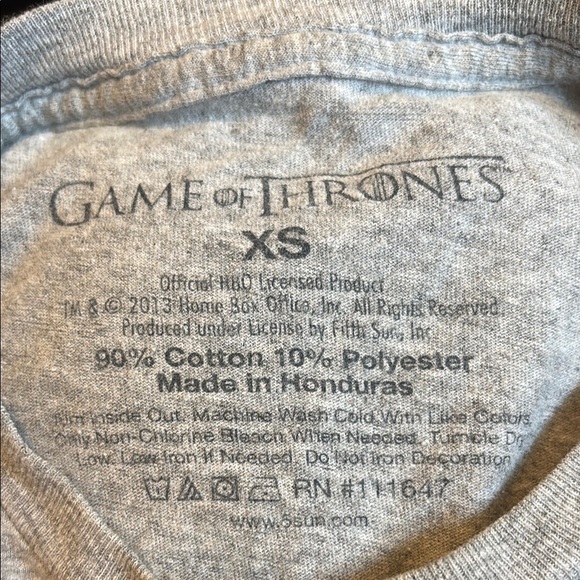 GAME OF THRONES
XS
Official HBO Licensed Product
TM & © 2013 Home Box Office, Inc. All Rights Reserved.
Produced under License by Fifth Sun, Inc
90% Cotton 10% Polyester
Made in Honduras
Inside Out. Machine Wash Cold With Like Colors
Only Non-Chlorine Bleach When Needed. Tumble Dry
Low. Low Iron If Needed. Do Not Iron Decoration
RN #111647
www.5sun.com